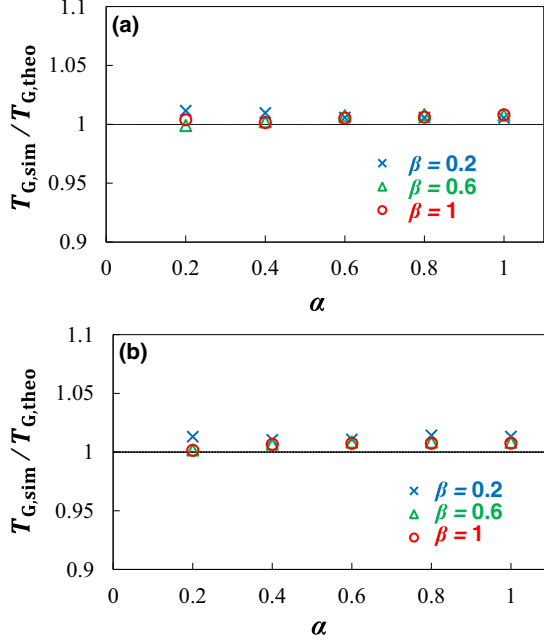 (a)
1.1
1.05
1
0.95
0.9
T_G,sim / T_G,theo
× β = 0.2
△ β = 0.6
○ β = 1
0 0.2 0.4 0.6 0.8 1
α
(b)
1.1
1.05
1
0.95
0.9
T_G,sim / T_G,theo
× β = 0.2
△ β = 0.6
○ β = 1
0 0.2 0.4 0.6 0.8 1
α